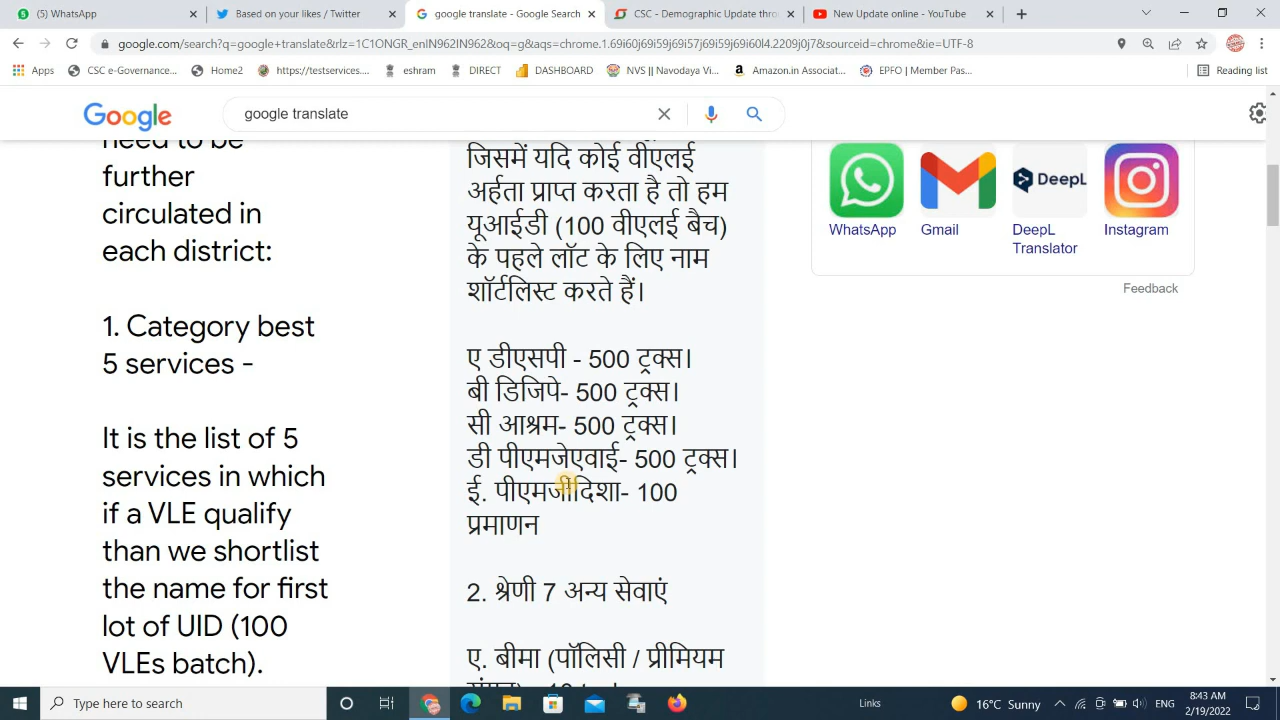 WhatsApp
Based on your likes / Twitter
google translate - Google Search
CSC - Demographic Update throu
New Update online - YouTube
google.com/search?q=google+translate&rlz=1C1ONGR_enIN962IN962&oq=g&aqs=chrome.1.69i60j69i59j69i57j69i59j69i60l4.2209j0j7&sourceid=chrome&ie=UTF-8
Apps
CSC e-Governance...
Home2
https://testservices....
eshram
DIRECT
DASHBOARD
NVS || Navodaya Vi...
Amazon.in Associat...
EPFO | Member Pas...
Reading list
Google
google translate
need to be
further
circulated in
each district:
1. Category best
5 services -
It is the list of 5
services in which
if a VLE qualify
than we shortlist
the name for first
lot of UID (100
VLEs batch).
जिसमें यदि कोई वीएलई
अर्हता प्राप्त करता है तो हम
यूआईडी (100 वीएलई बैच)
के पहले लॉट के लिए नाम
शॉर्टलिस्ट करते हैं।
ए डीएसपी - 500 ट्रक्स।
बी डिजिपे- 500 ट्रक्स।
सी आश्रम- 500 ट्रक्स।
डी पीएमजेएवाई- 500 ट्रक्स।
ई. पीएमजीदिशा- 100
प्रमाणन
2. श्रेणी 7 अन्य सेवाएं
ए. बीमा (पॉलिसी / प्रीमियम
WhatsApp
Gmail
DeepL
DeepL
Translator
Instagram
Feedback
Type here to search
Links
16°C Sunny
ENG
8:43 AM
2/19/2022